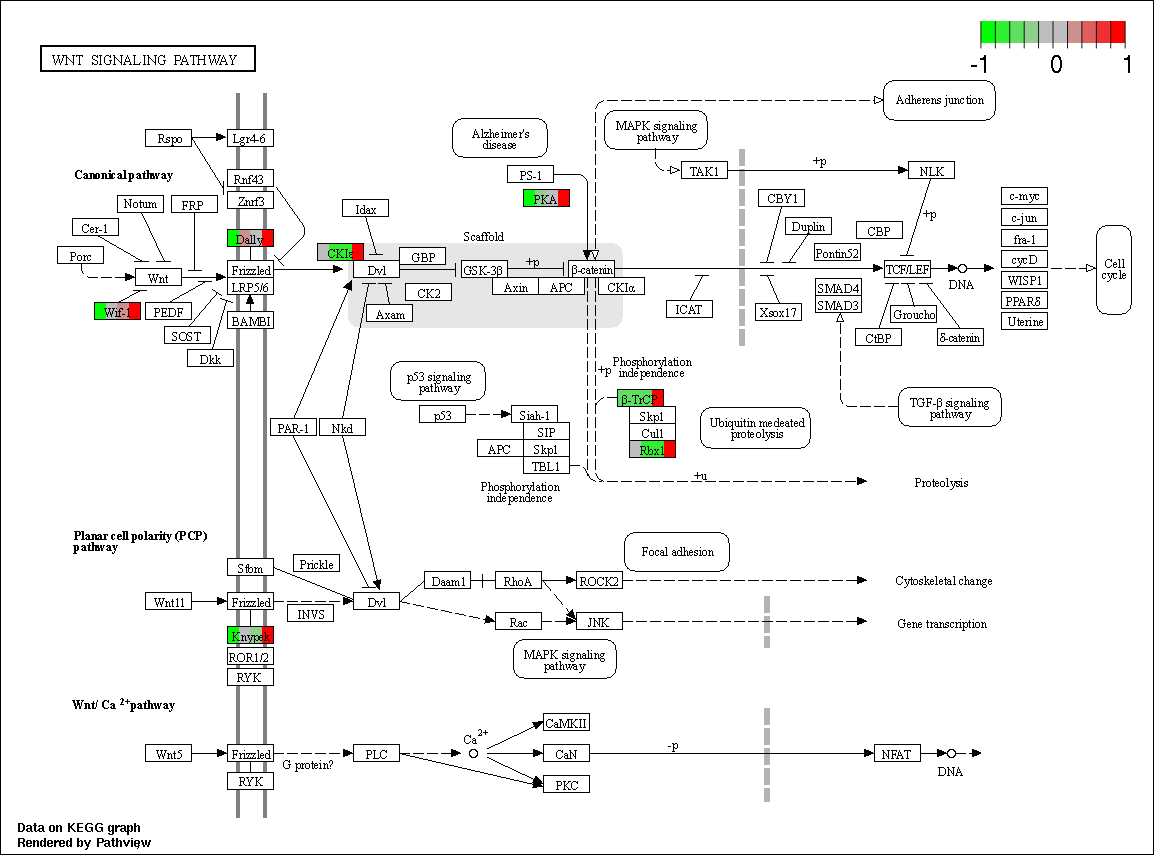 WNT SIGNALING PATHWAY
-1 0 1
Adherens junction
Alzheimer's
disease
MAPK signaling
pathway
Rspo
Lgr4-6
+p
TAK1
NLK
PS-1
Canonical pathway
Rnf43
PKA
Znrf3
Notum
FRP
Idax
CBY1
c-myc
c-jun
+p
Cer-1
Duplin
CBP
Dally
Scaffold
fra-1
Porc
CKIε
GBP
Pontin52
cycD
Wnt
Frizzled
Dvl
GSK-3β
+p
β-catenin
TCF/LEF
DNA
Cell
cycle
LRP5/6
Axin
APC
CKIα
SMAD4
WISP1
CK2
SMAD3
PPARδ
Wif-1
PEDF
Axam
ICAT
Xsox17
Groucho
BAMBI
Uterine
SOST
CtBP
δ-catenin
Dkk
Phosphorylation
independence
+p
p53 signaling
pathway
β-TrCP
TGF-β signaling
pathway
p53
Siah-1
Skp1
PAR-1
Nkd
SIP
Cul1
Ubiquitin medeated
proteolysis
APC
Skp1
Rbx1
TBL1
+u
Proteolysis
Phosphorylation
independence
Planar cell polarity (PCP)
pathway
Focal adhesion
Stbm
Prickle
Daam1
RhoA
ROCK2
Cytoskeletal change
Wnt11
Frizzled
INVS
Dvl
Rac
JNK
Gene transcription
Knypek
ROR1/2
MAPK signaling
pathway
RYK
Wnt/ Ca 2+ pathway
CaMKII
Ca2+
Wnt5
Frizzled
G protein?
PLC
CaN
-p
NFAT
DNA
RYK
PKC
Data on KEGG graph
Rendered by Pathview